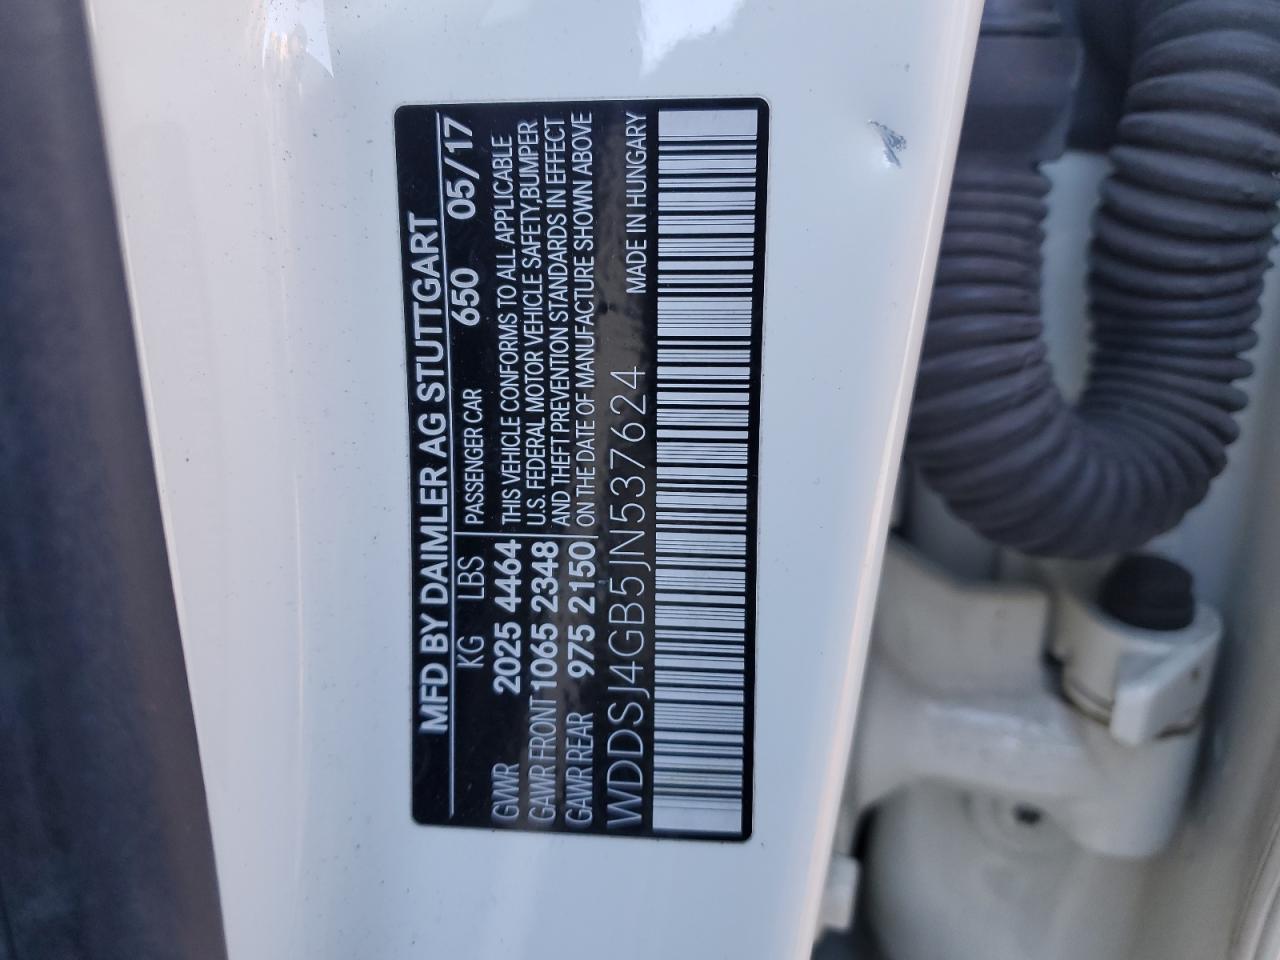 MFD BY DAIMLER AG STUTTGART
KG LBS PASSENGER CAR 650 05/17
GVWR 2025 4464 THIS VEHICLE CONFORMS TO ALL APPLICABLE
GAWR FRONT 1065 2348 U.S. FEDERAL MOTOR VEHICLE SAFETY,BUMPER
GAWR REAR 975 2150 AND THEFT PREVENTION STANDARDS IN EFFECT
ON THE DATE OF MANUFACTURE SHOWN ABOVE
WDDSJ4GB5JN537624 MADE IN HUNGARY